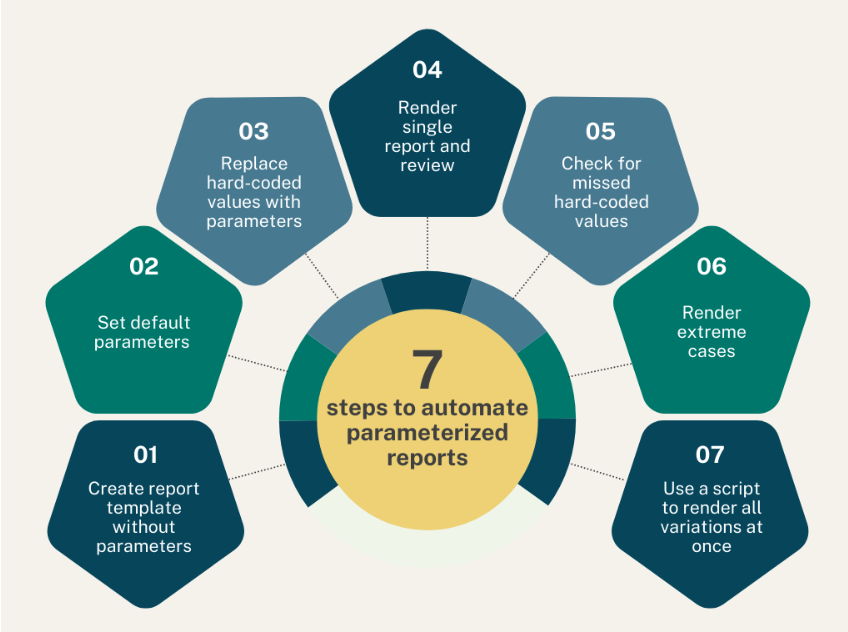 04
Render
single
report and
review
03
Replace
hard-coded
values with
parameters
05
Check for
missed
hard-coded
values
02
Set default
parameters
06
Render
extreme
cases
7
steps to automate
parameterized
reports
01
Create report
template
without
parameters
07
Use a script
to render all
variations at
once